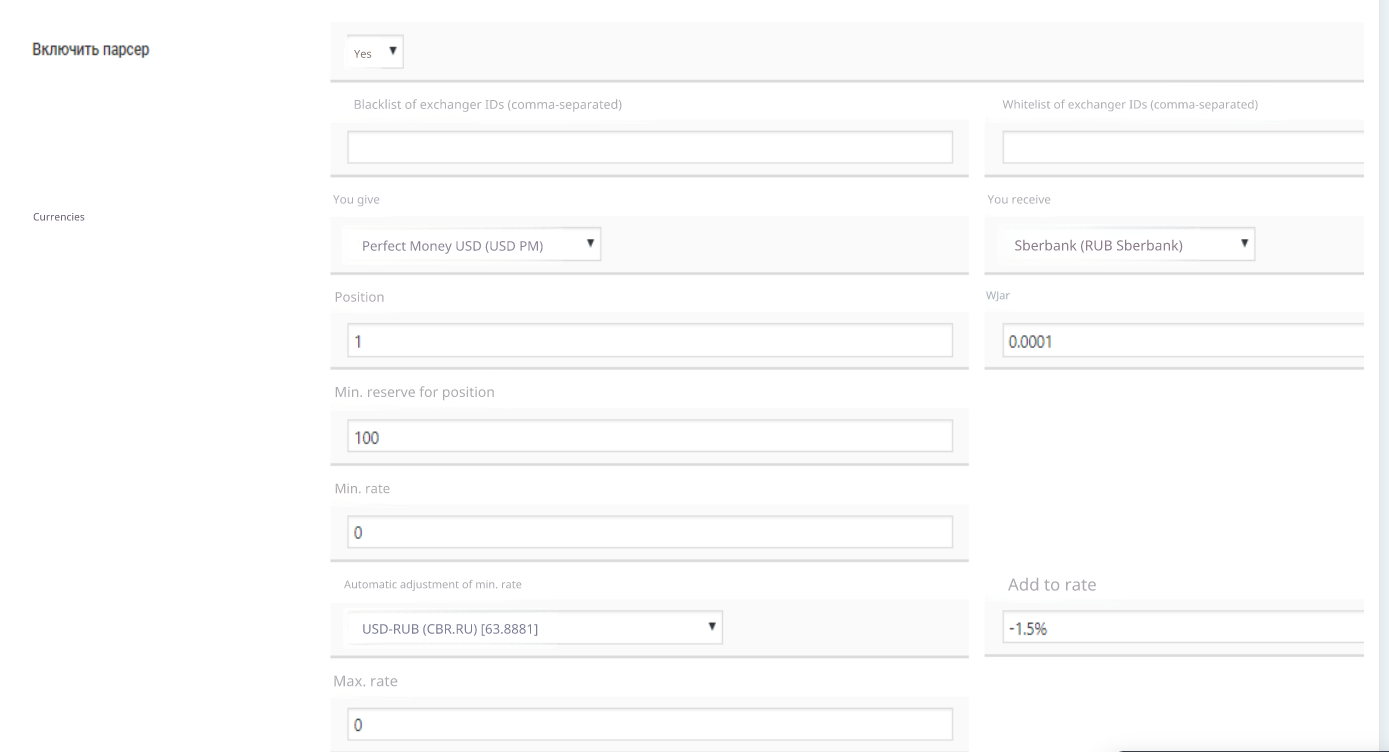 Включить парсер
Yes
Blacklist of exchanger IDs (comma-separated)
Whitelist of exchanger IDs (comma-separated)
Currencies
You give
You receive
Perfect Money USD (USD PM)
Sberbank (RUB Sberbank)
Position
WJar
1
0.0001
Min. reserve for position
100
Min. rate
0
Automatic adjustment of min. rate
Add to rate
USD-RUB (CBR.RU) [63.8881]
-1.5%
Max. rate
0